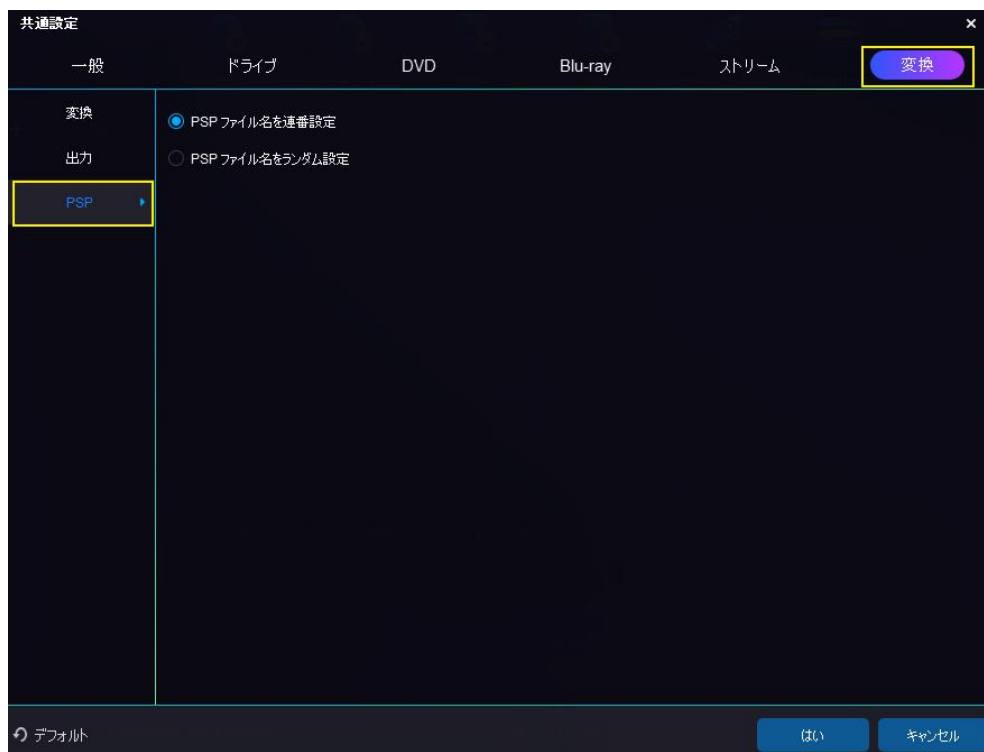 共通設定
×
一般 ドライブ DVD Blu-ray ストリーム 変換
変換
出力
PSP
PSP ファイル名を連番設定
PSP ファイル名をランダム設定
デフォルト はい キャンセル